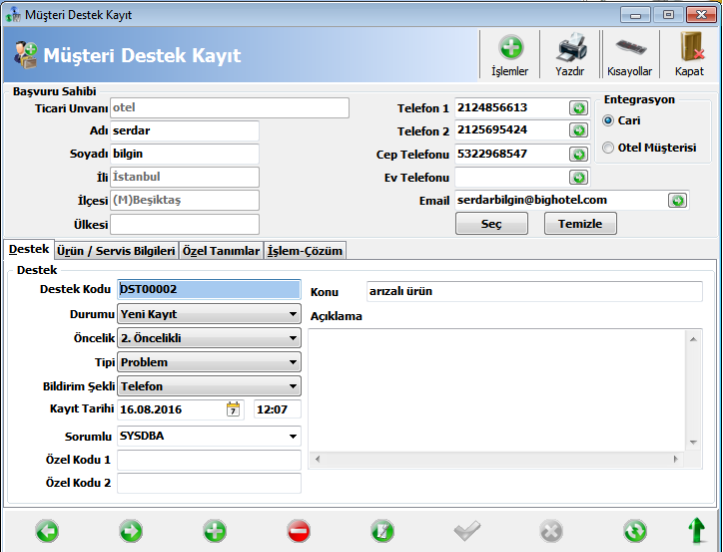 Müşteri Destek Kayıt
Müşteri Destek Kayıt
İşlemler
Yazdır
Kısayollar
Kapat
Başvuru Sahibi
Ticari Unvanı otel
Adı serdar
Soyadı bilgin
İli İstanbul
İlçesi (M)Beşiktaş
Ülkesi
Telefon 1 2124856613
Telefon 2 2125695424
Cep Telefonu 5322968547
Ev Telefonu
Email serdarbilgin@bighotel.com
Seç Temizle
Entegrasyon
Cari
Otel Müşterisi
Destek Ürün / Servis Bilgileri Özel Tanımlar İşlem-Çözüm
Destek
Destek Kodu DST00002
Durumu Yeni Kayıt
Öncelik 2. Öncelikli
Tipi Problem
Bildirim Şekli Telefon
Kayıt Tarihi 16.08.2016 7 12:07
Sorumlu SYSDBA
Özel Kodu 1
Özel Kodu 2
Konu arızalı ürün
Açıklama